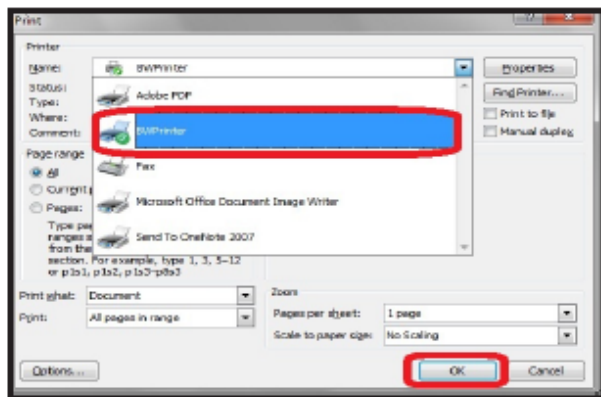 Print
Printer
Name: BWPrinter Properties
Status: Adobe PDF Find Printer...
Type:
Where: BWPrinter Print to file
Comment: Manual duplex
Page range Fax
All
Current Microsoft Office Document Image Writer
Pages:
Type
ranges Send To OneNote 2007
from the
section. For example, type 1, 3, 5–12
or p1s1, p1s2, p1s3–p8s3
Print what: Document Zoom
Print: All pages in range Pages per sheet: 1 page
Scale to paper size: No Scaling
Options... OK Cancel